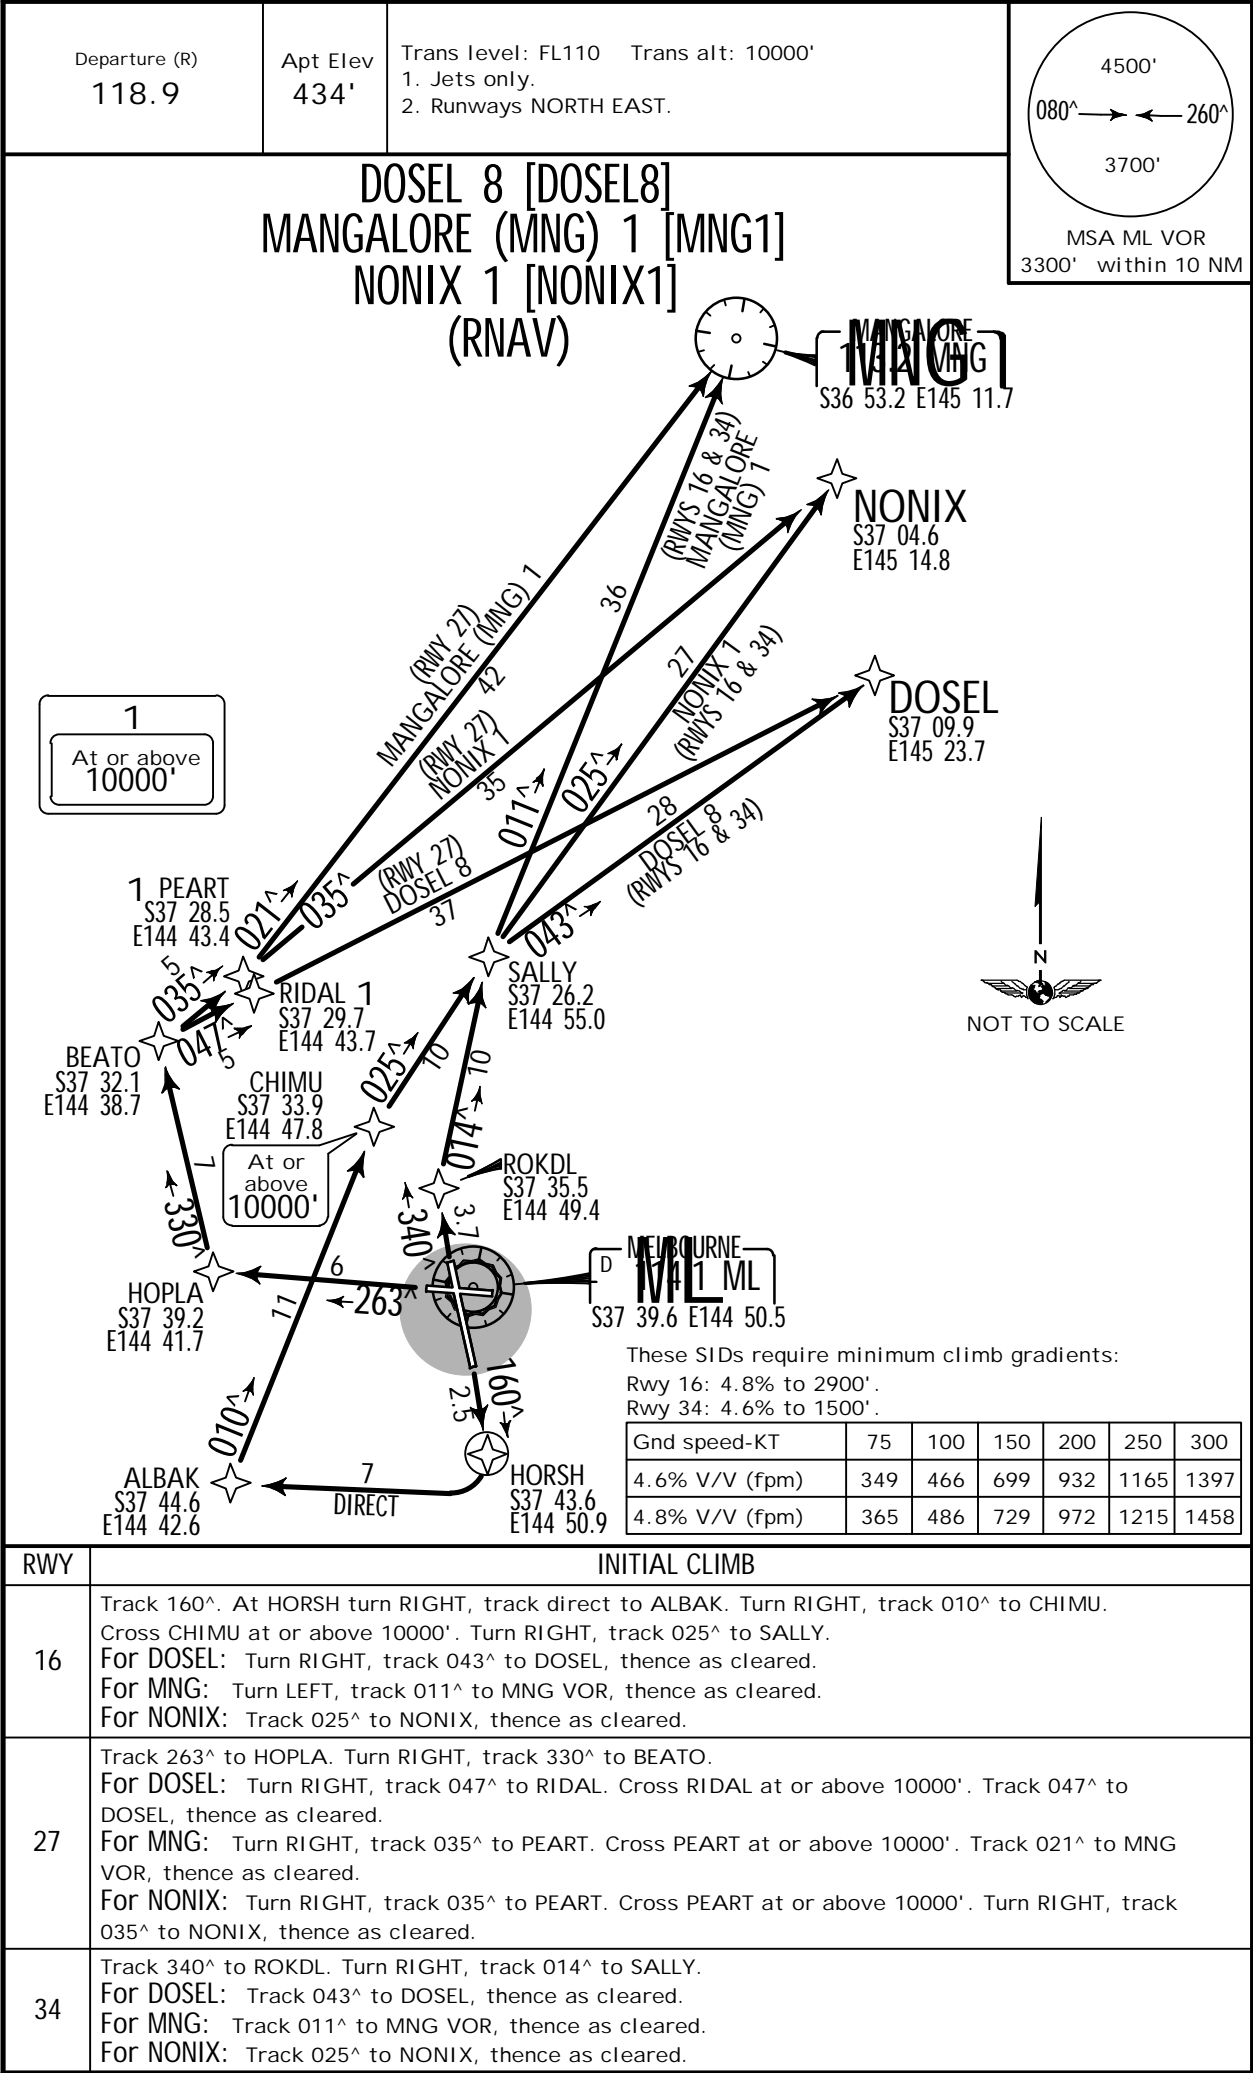 Departure (R)
118.9
Apt Elev
434'
Trans level: FL110 Trans alt: 10000'
1. Jets only.
2. Runways NORTH EAST.
4500'
080^ 260^
3700'
MSA ML VOR
3300' within 10 NM
DOSEL 8 [DOSEL8]
MANGALORE (MNG) 1 [MNG1]
NONIX 1 [NONIX1]
(RNAV)
MANGALORE
113.2 MNG
MNG
S36 53.2 E145 11.7
(RWYS 16 & 34)
MANGALORE
(MNG) 1
36
NONIX
S37 04.6
E145 14.8
(RWY 27)
MANGALORE (MNG) 1
42
27
NONIX 1
(RWYS 16 & 34)
DOSEL
S37 09.9
E145 23.7
1
At or above
10000'
(RWY 27)
NONIX 1
35
011^
025^
28
DOSEL 8
(RWYS 16 & 34)
(RWY 27)
DOSEL 8
37
1 PEART
S37 28.5
E144 43.4
021^
035^
043^
5
035^
047^
5
RIDAL 1
S37 29.7
E144 43.7
SALLY
S37 26.2
E144 55.0
N
NOT TO SCALE
BEATO
S37 32.1
E144 38.7
CHIMU
S37 33.9
E144 47.8
At or
above
10000'
025^
10
10
014^
7
330^
ROKDL
S37 35.5
E144 49.4
340^
3.7
HOPLA
S37 39.2
E144 41.7
6
263^
11
D
MELBOURNE
114.1 ML
ML
S37 39.6 E144 50.5
160^
2.5
010^
ALBAK
S37 44.6
E144 42.6
7
DIRECT
HORSH
S37 43.6
E144 50.9
These SIDs require minimum climb gradients:
Rwy 16: 4.8% to 2900'.
Rwy 34: 4.6% to 1500'.
Gnd speed-KT 75 100 150 200 250 300
4.6% V/V (fpm) 349 466 699 932 1165 1397
4.8% V/V (fpm) 365 486 729 972 1215 1458
RWY INITIAL CLIMB
16
Track 160^. At HORSH turn RIGHT, track direct to ALBAK. Turn RIGHT, track 010^ to CHIMU.
Cross CHIMU at or above 10000'. Turn RIGHT, track 025^ to SALLY.
For DOSEL: Turn RIGHT, track 043^ to DOSEL, thence as cleared.
For MNG: Turn LEFT, track 011^ to MNG VOR, thence as cleared.
For NONIX: Track 025^ to NONIX, thence as cleared.
27
Track 263^ to HOPLA. Turn RIGHT, track 330^ to BEATO.
For DOSEL: Turn RIGHT, track 047^ to RIDAL. Cross RIDAL at or above 10000'. Track 047^ to
DOSEL, thence as cleared.
For MNG: Turn RIGHT, track 035^ to PEART. Cross PEART at or above 10000'. Track 021^ to MNG
VOR, thence as cleared.
For NONIX: Turn RIGHT, track 035^ to PEART. Cross PEART at or above 10000'. Turn RIGHT, track
035^ to NONIX, thence as cleared.
34
Track 340^ to ROKDL. Turn RIGHT, track 014^ to SALLY.
For DOSEL: Track 043^ to DOSEL, thence as cleared.
For MNG: Track 011^ to MNG VOR, thence as cleared.
For NONIX: Track 025^ to NONIX, thence as cleared.